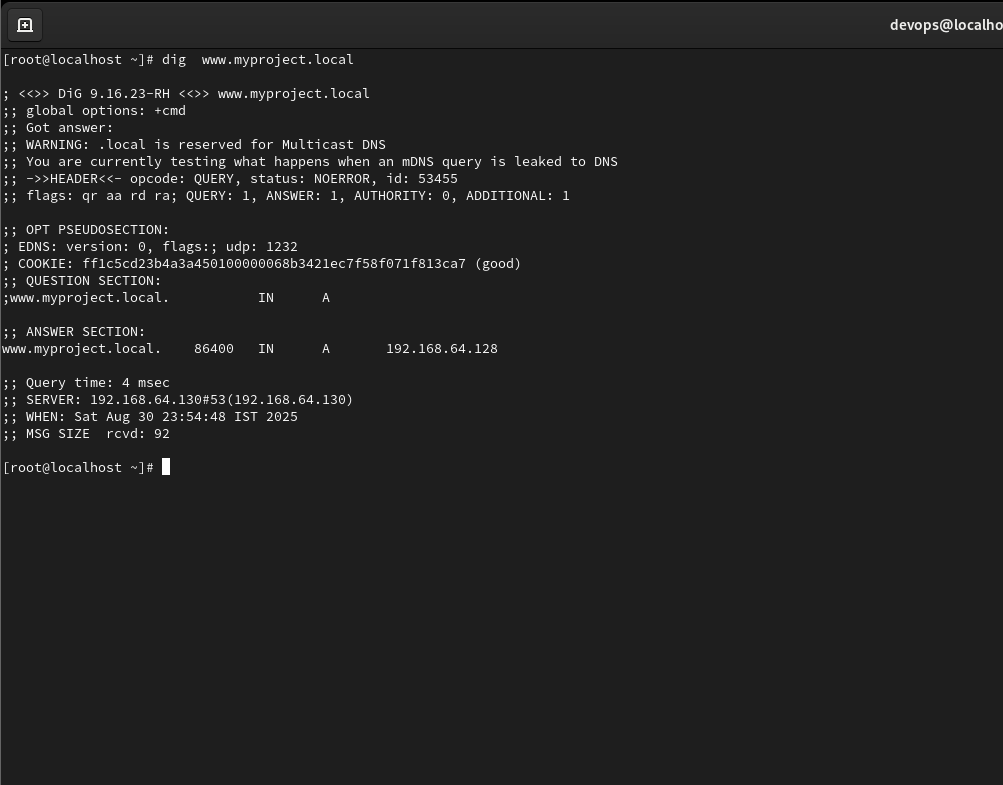 devops@localho
[root@localhost ~]# dig  www.myproject.local
; <<>> DiG 9.16.23-RH <<>> www.myproject.local
;; global options: +cmd
;; Got answer:
;; WARNING: .local is reserved for Multicast DNS
;; You are currently testing what happens when an mDNS query is leaked to DNS
;; ->>HEADER<<- opcode: QUERY, status: NOERROR, id: 53455
;; flags: qr aa rd ra; QUERY: 1, ANSWER: 1, AUTHORITY: 0, ADDITIONAL: 1
;; OPT PSEUDOSECTION:
; EDNS: version: 0, flags:; udp: 1232
; COOKIE: ff1c5cd23b4a3a450100000068b3421ec7f58f071f813ca7 (good)
;; QUESTION SECTION:
;www.myproject.local.           IN      A
;; ANSWER SECTION:
www.myproject.local.    86400   IN      A       192.168.64.128
;; Query time: 4 msec
;; SERVER: 192.168.64.130#53(192.168.64.130)
;; WHEN: Sat Aug 30 23:54:48 IST 2025
;; MSG SIZE  rcvd: 92
[root@localhost ~]#